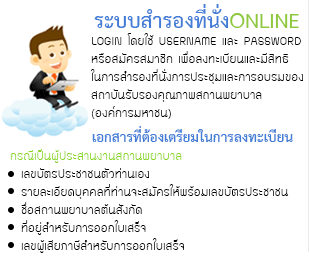 ระบบสำรองที่นั่งONLINE
LOGIN โดยใช้ USERNAME และ PASSWORD
หรือสมัครสมาชิก เพื่อลงทะเบียนและมีสิทธิ
ในการสำรองที่นั่งการประชุมและการอบรมของ
สถาบันรับรองคุณภาพสถานพยาบาล
(องค์การมหาชน)
เอกสารที่ต้องเตรียมในการลงทะเบียน
กรณีเป็นผู้ประสานงานสถานพยาบาล
• เลขบัตรประชาชนตัวท่านเอง
• รายละเอียดบุคคลที่ท่านจะสมัครให้พร้อมเลขบัตรประชาชน
• ชื่อสถานพยาบาลต้นสังกัด
• ที่อยู่สำหรับการออกใบเสร็จ
• เลขผู้เสียภาษีสำหรับการออกใบเสร็จ